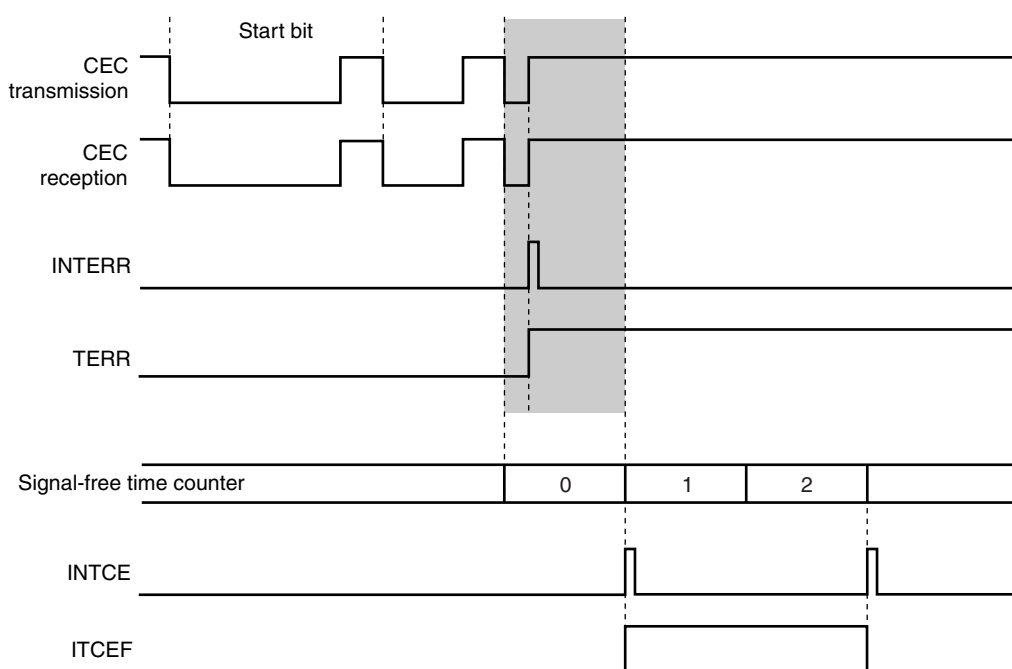 Start bit
CEC
transmission
CEC
reception
INTERR
TERR
Signal-free time counter
0
1
2
INTCE
ITCEF